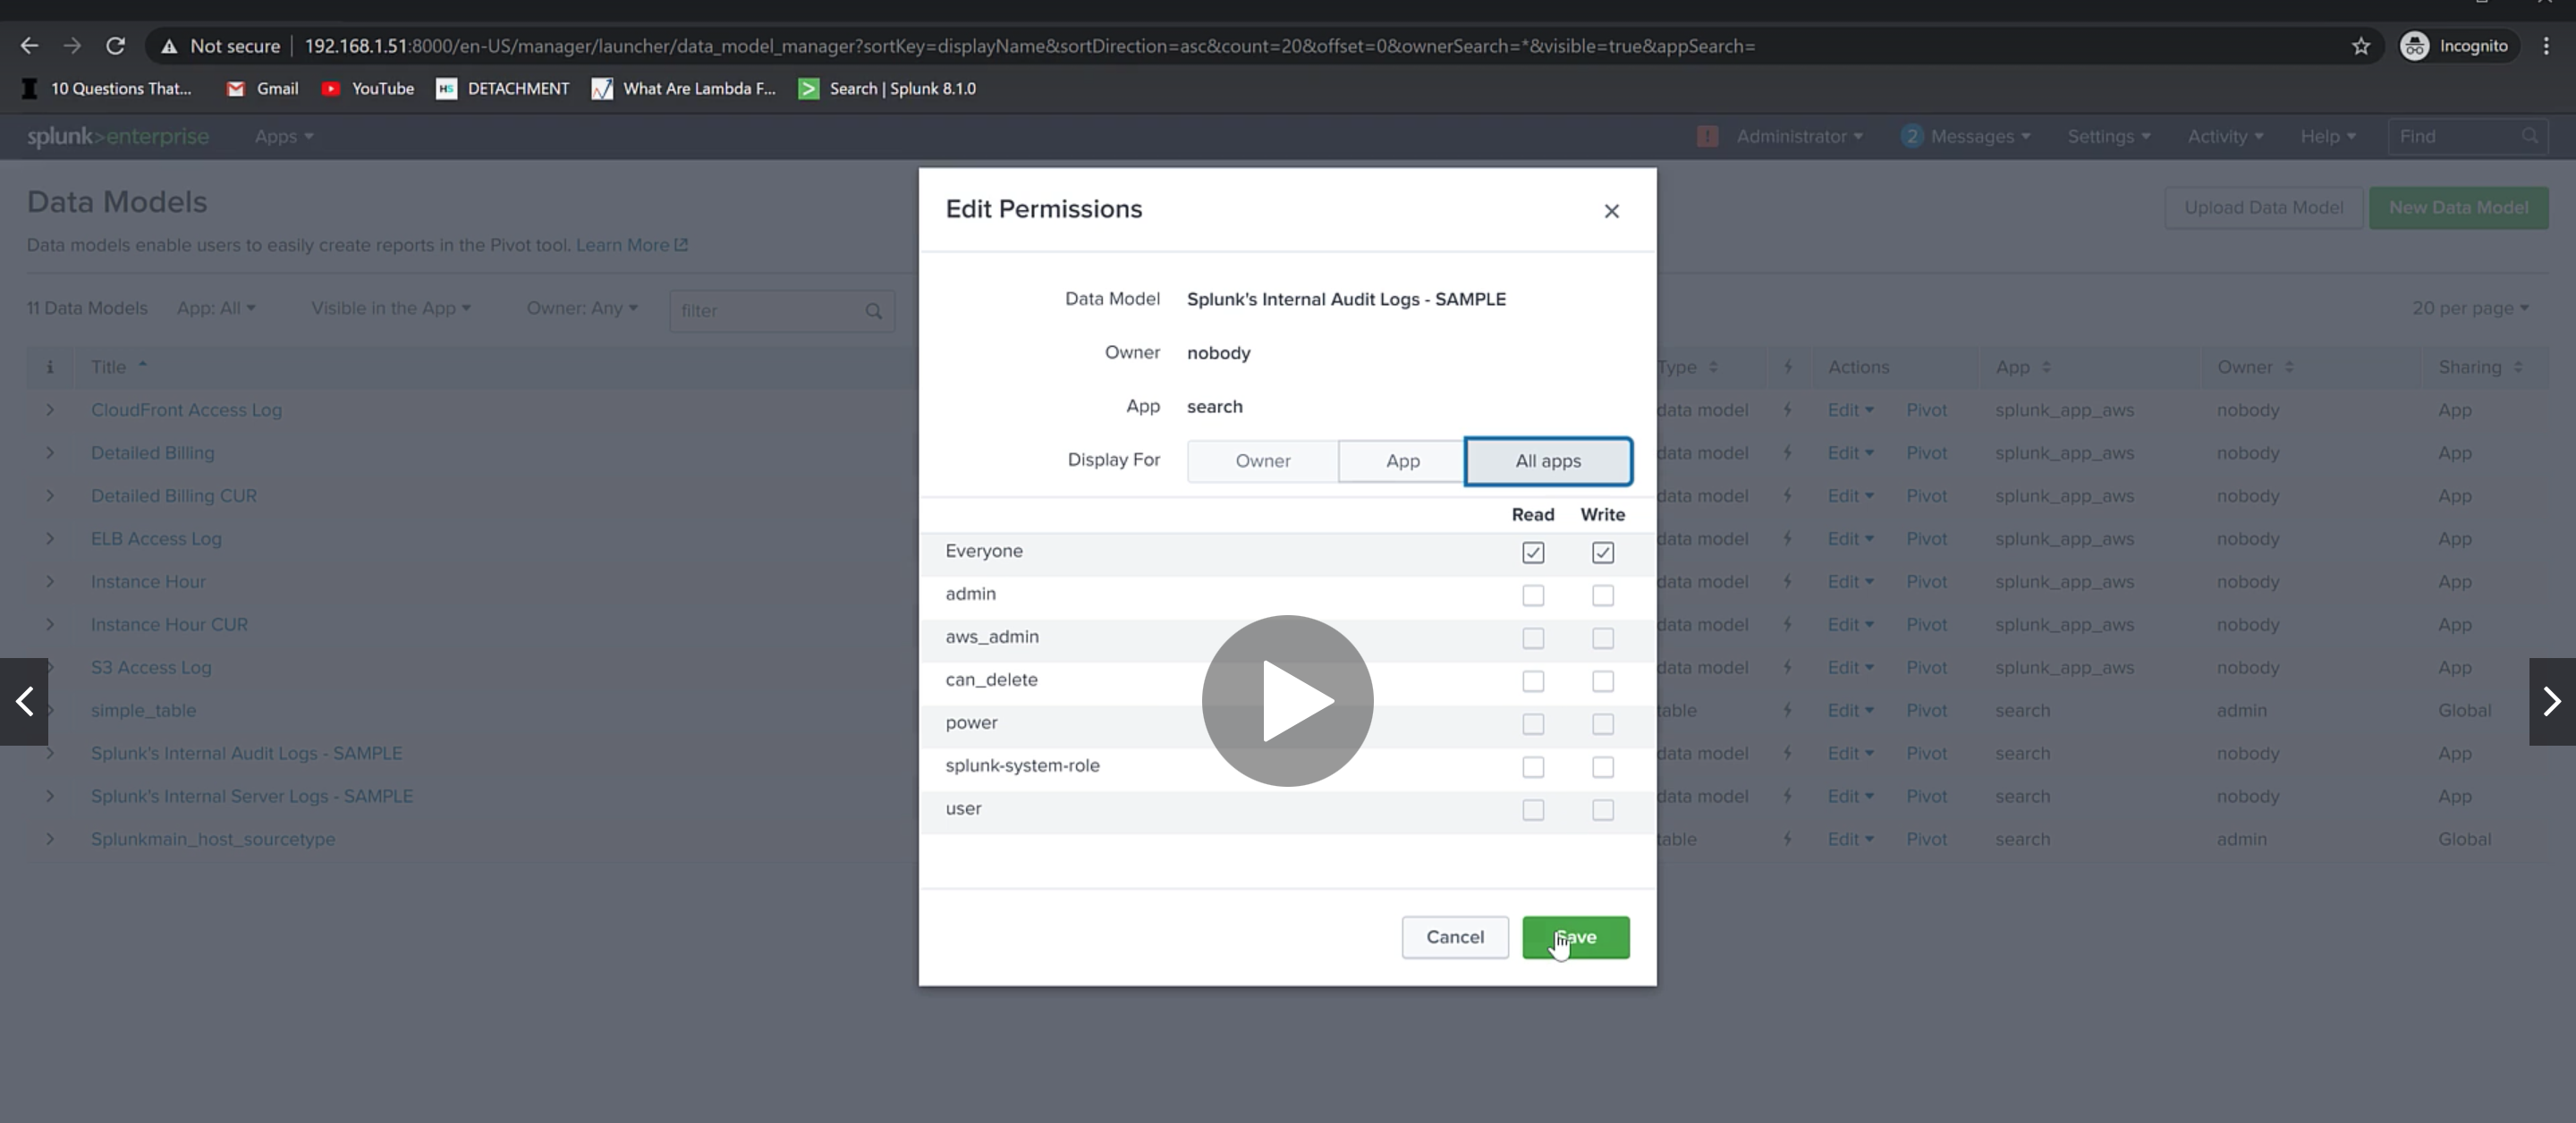 Not secure | 192.168.1.51:8000/en-US/manager/launcher/data_model_manager?sortKey=displayName&sortDirection=asc&count=20&offset=0&ownerSearch=*&visible=true&appSearch= Incognito
10 Questions That... Gmail YouTube HS DETACHMENT What Are Lambda F... Search | Splunk 8.1.0
splunk>enterprise Apps ! Administrator 2 Messages Settings Activity Help Find
Data Models Upload Data Model New Data Model
Data models enable users to easily create reports in the Pivot tool. Learn More
11 Data Models App: All Visible in the App Owner: Any filter 20 per page
i Title Type Actions App Owner Sharing
CloudFront Access Log data model Edit Pivot splunk_app_aws nobody App
Detailed Billing data model Edit Pivot splunk_app_aws nobody App
Detailed Billing CUR data model Edit Pivot splunk_app_aws nobody App
ELB Access Log data model Edit Pivot splunk_app_aws nobody App
Instance Hour data model Edit Pivot splunk_app_aws nobody App
Instance Hour CUR data model Edit Pivot splunk_app_aws nobody App
S3 Access Log data model Edit Pivot splunk_app_aws nobody App
simple_table table Edit Pivot search admin Global
Splunk's Internal Audit Logs - SAMPLE data model Edit Pivot search nobody App
Splunk's Internal Server Logs - SAMPLE data model Edit Pivot search nobody App
Splunkmain_host_sourcetype table Edit Pivot search admin Global
Edit Permissions
Data Model Splunk's Internal Audit Logs - SAMPLE
Owner nobody
App search
Display For Owner App All apps
Read Write
Everyone
admin
aws_admin
can_delete
power
splunk-system-role
user
Cancel Save